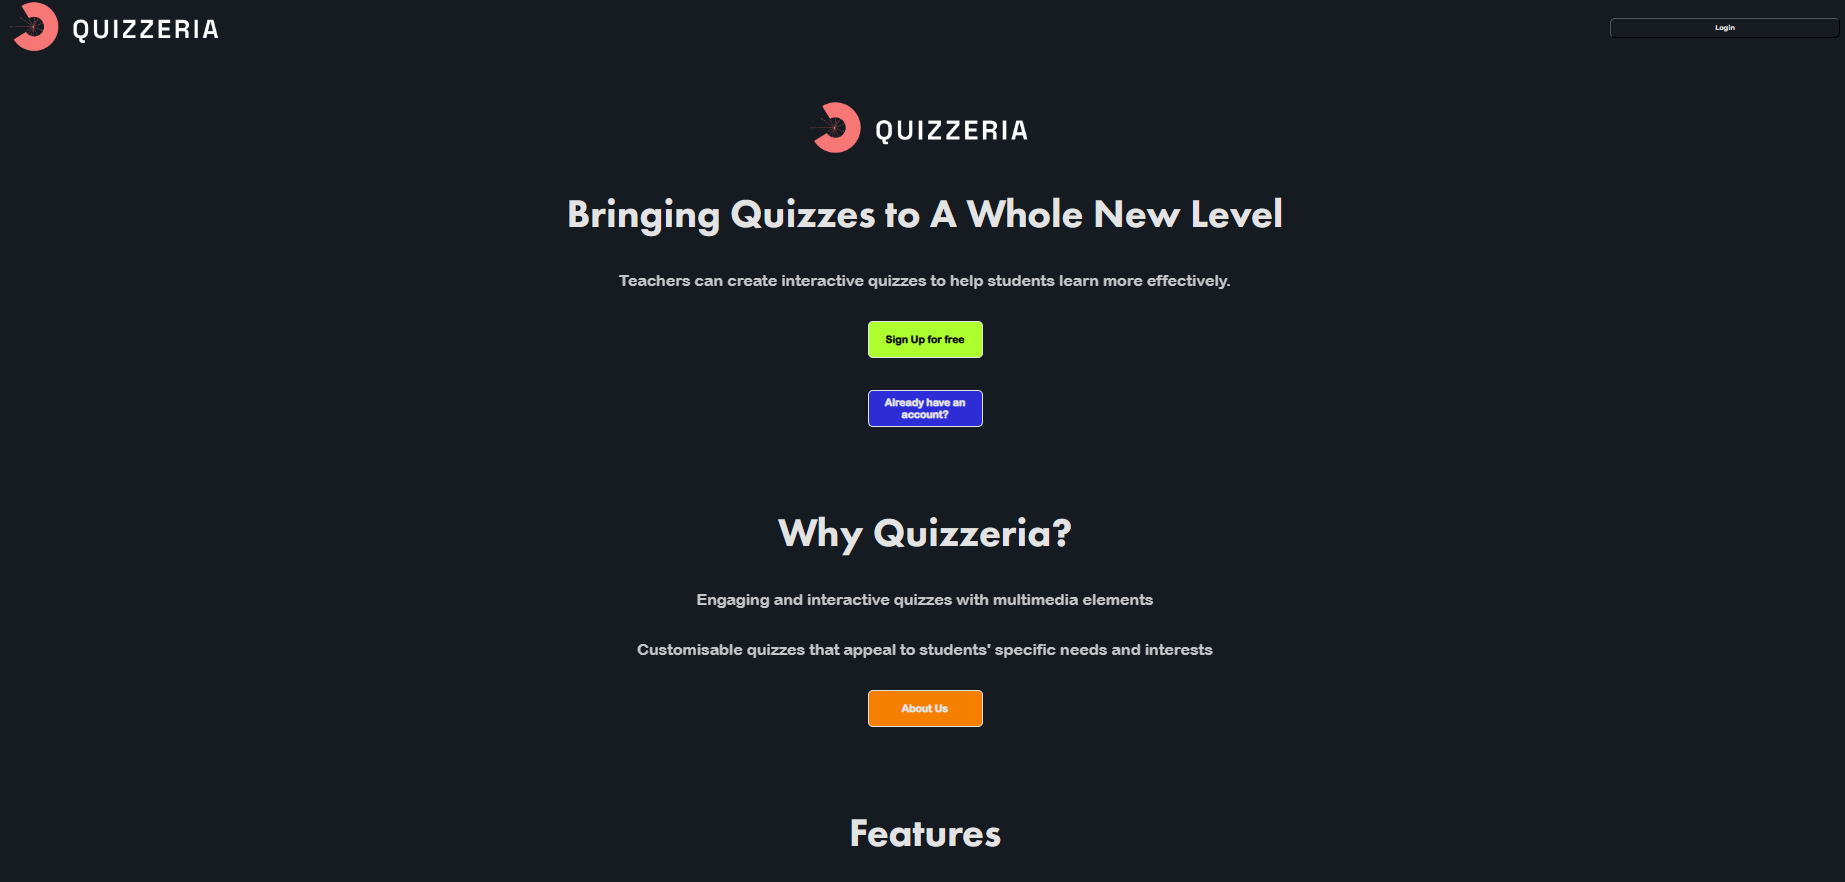 QUIZZERIA
Login
QUIZZERIA
Bringing Quizzes to A Whole New Level
Teachers can create interactive quizzes to help students learn more effectively.
Sign Up for free
Already have an
account?
Why Quizzeria?
Engaging and interactive quizzes with multimedia elements
Customisable quizzes that appeal to students' specific needs and interests
About Us
Features